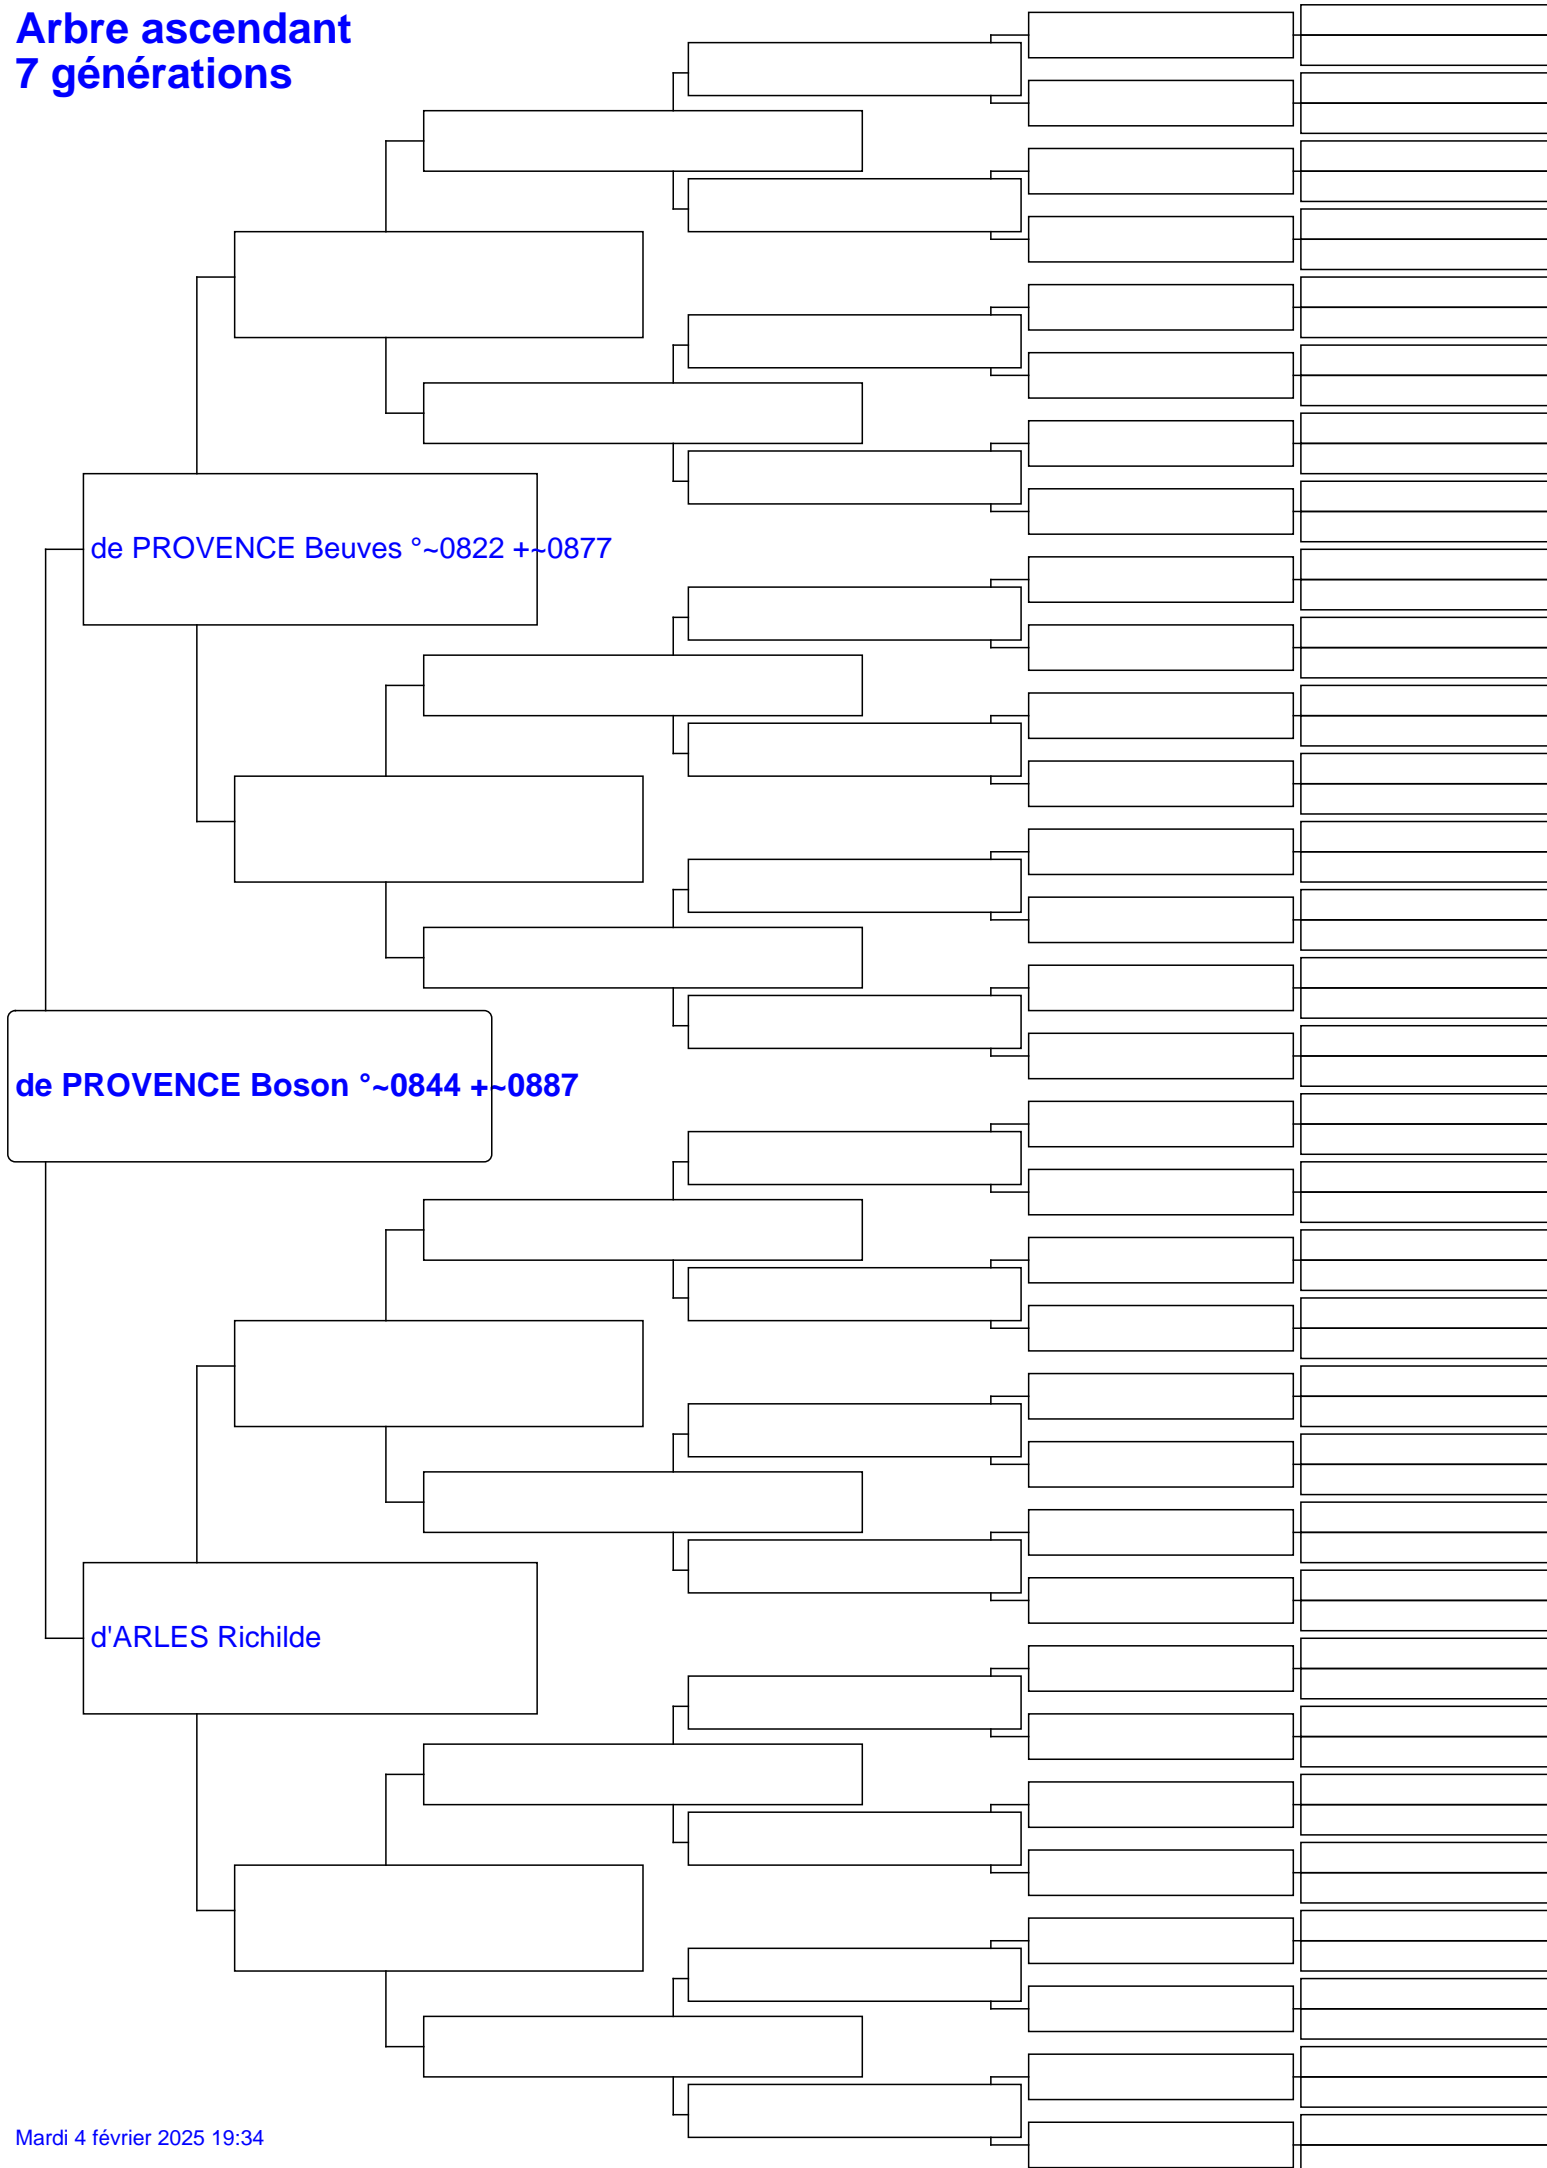 Arbre ascendant
7 générations
de PROVENCE Beuves °~0822 +~0877
de PROVENCE Boson °~0844 +~0887
d'ARLES Richilde
Mardi 4 février 2025 19:34